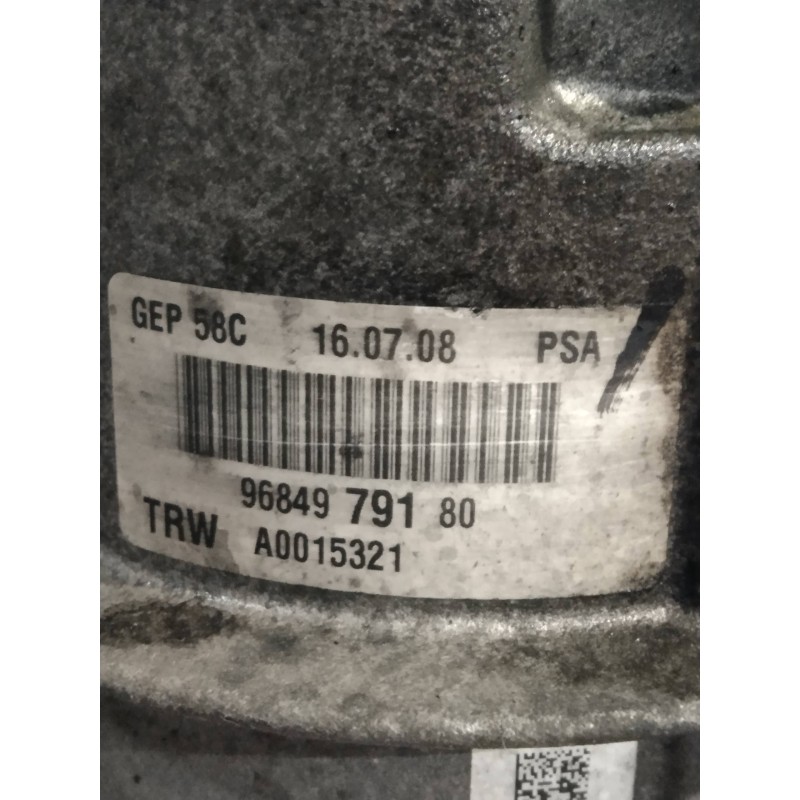 GEP 58C 16.07.08 PSA
96849 791 80
TRW A0015321